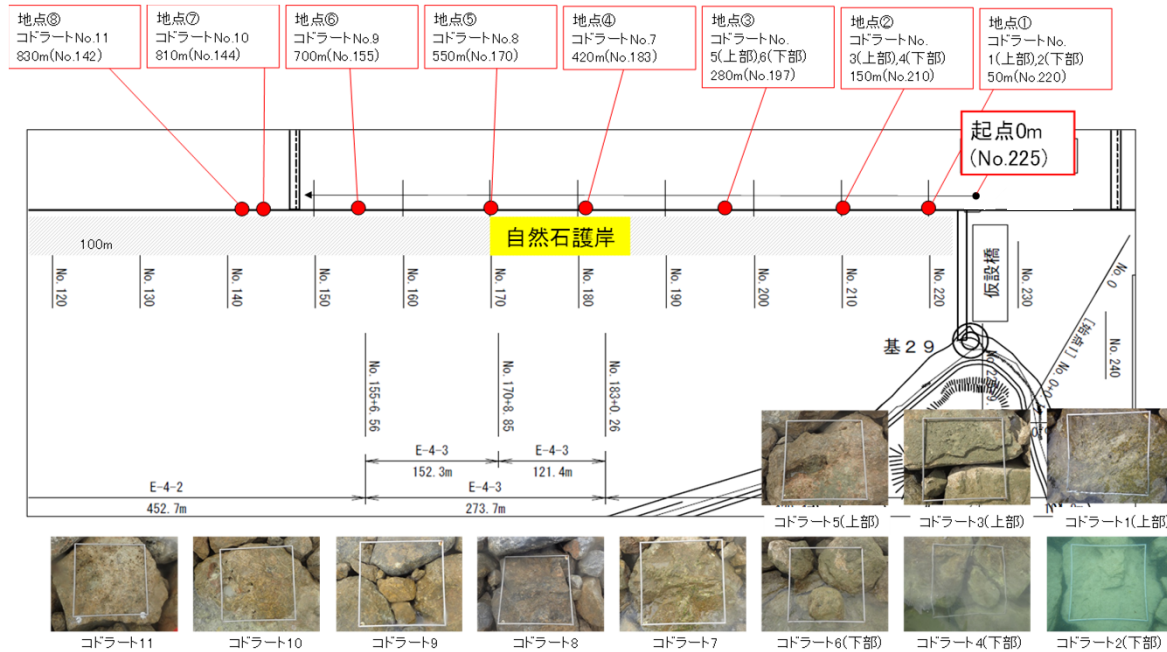 地点⑧
コドラートNo.11
830m(No.142)
地点⑦
コドラートNo.10
810m(No.144)
地点⑥
コドラートNo.9
700m(No.155)
地点⑤
コドラートNo.8
550m(No.170)
地点④
コドラートNo.7
420m(No.183)
地点③
コドラートNo.
5(上部),6(下部)
280m(No.197)
地点②
コドラートNo.
3(上部),4(下部)
150m(No.210)
地点①
コドラートNo.
1(上部),2(下部)
50m(No.220)
起点0m
(No.225)
自然石護岸
100m
No. 120
No. 130
No. 140
No. 150
No. 160
No. 170
No. 180
No. 190
No. 200
No. 210
No. 220
仮設橋
No. 230
No. 0
No. 240
[始点1] No. 0+0.
基29
No. 155+6.56
No. 170+8.85
No. 183+0.26
E-4-3
152.3m
E-4-3
121.4m
E-4-2
452.7m
E-4-3
273.7m
コドラート5(上部)
コドラート3(上部)
コドラート1(上部)
コドラート11
コドラート10
コドラート9
コドラート8
コドラート7
コドラート6(下部)
コドラート4(下部)
コドラート2(下部)